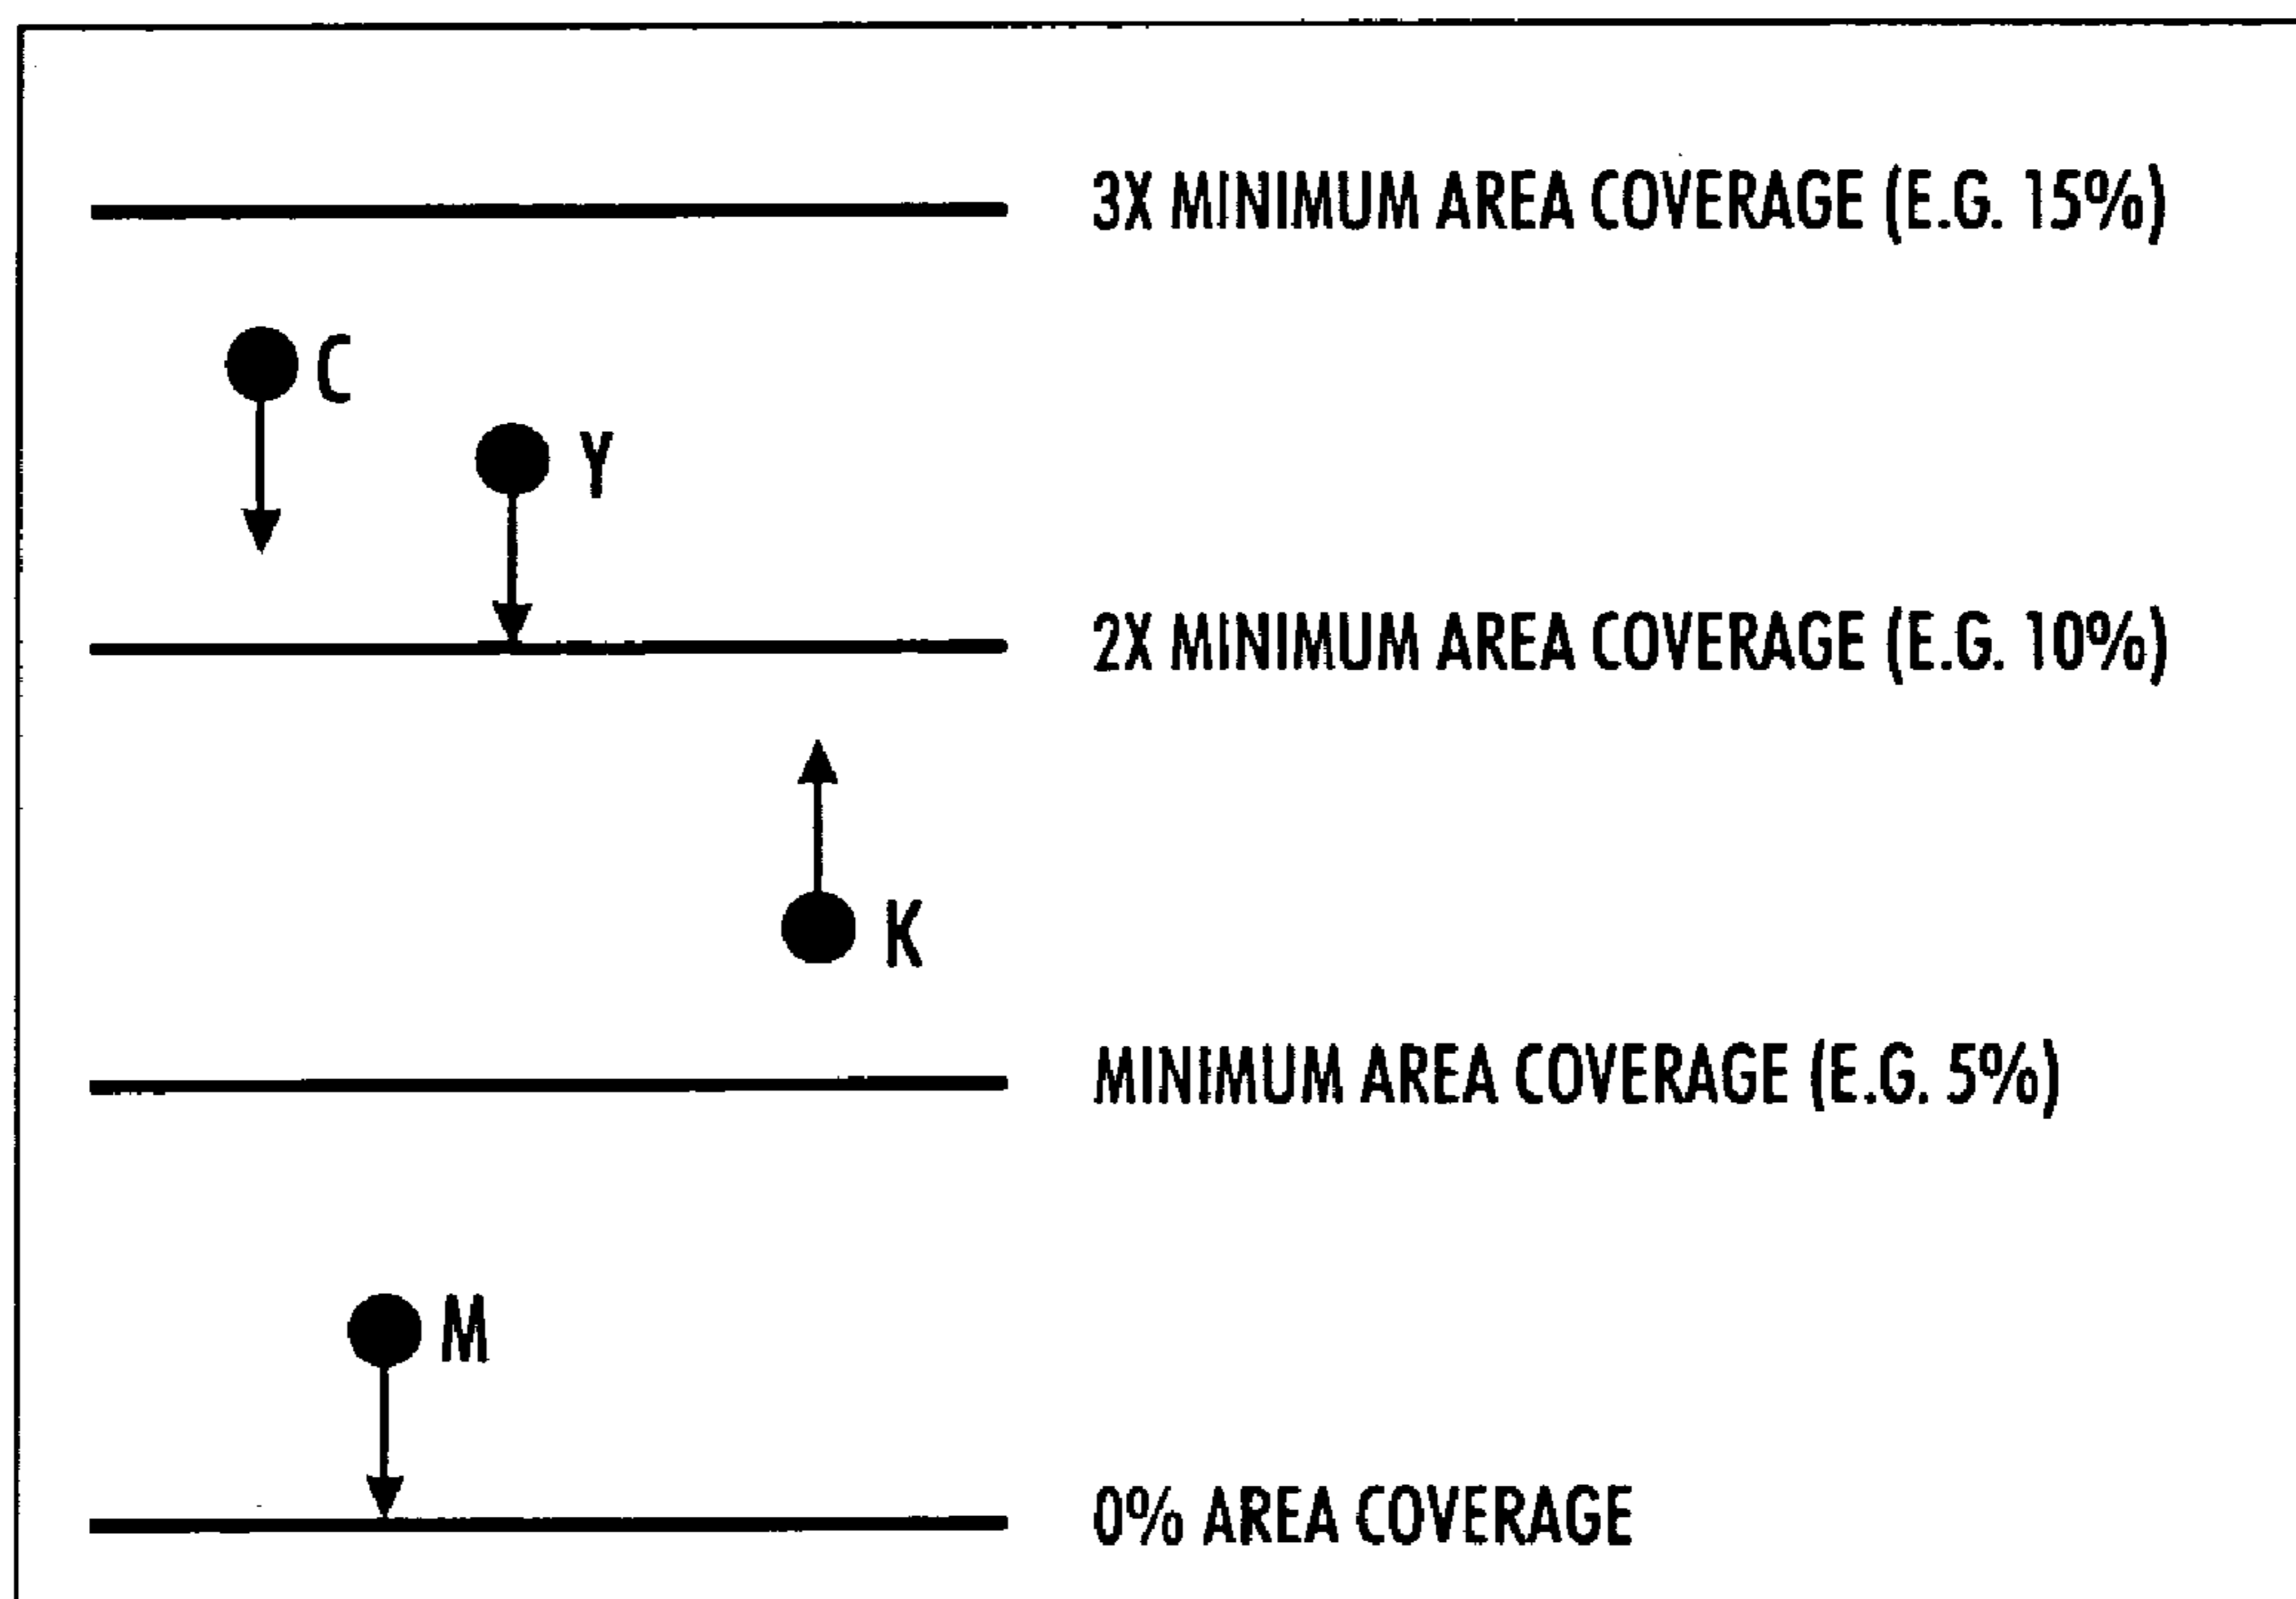 3X MINIMUM AREA COVERAGE (E.G. 15%)
C
Y
2X MINIMUM AREA COVERAGE (E.G. 10%)
K
MINIMUM AREA COVERAGE (E.G. 5%)
M
0% AREA COVERAGE